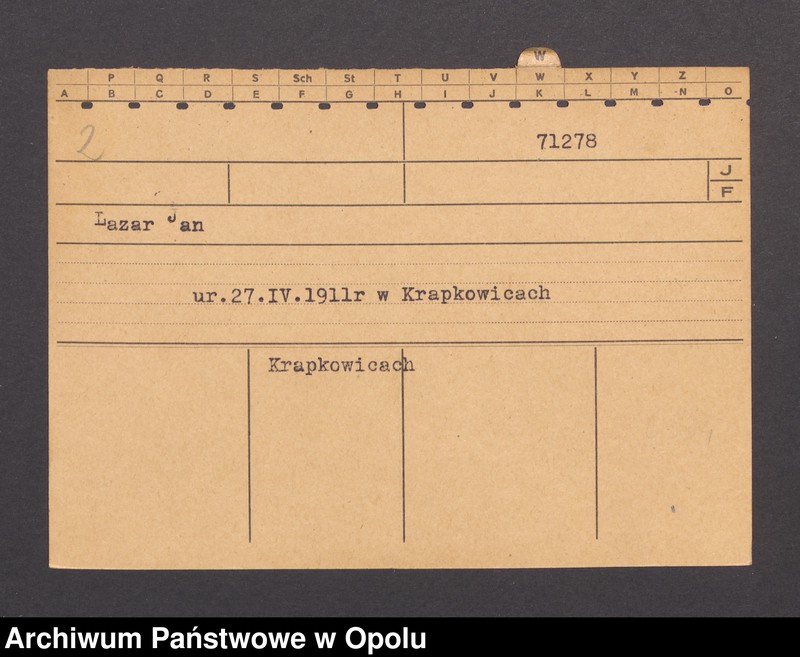 W
P Q R S Sch St T U V W X Y Z
A B C D E F G H I J K L M N O
2
71278
J
F
Lazar Jan
ur.27.IV.1911r w Krapkowicach
Krapkowicach
Archiwum Państwowe w Opolu